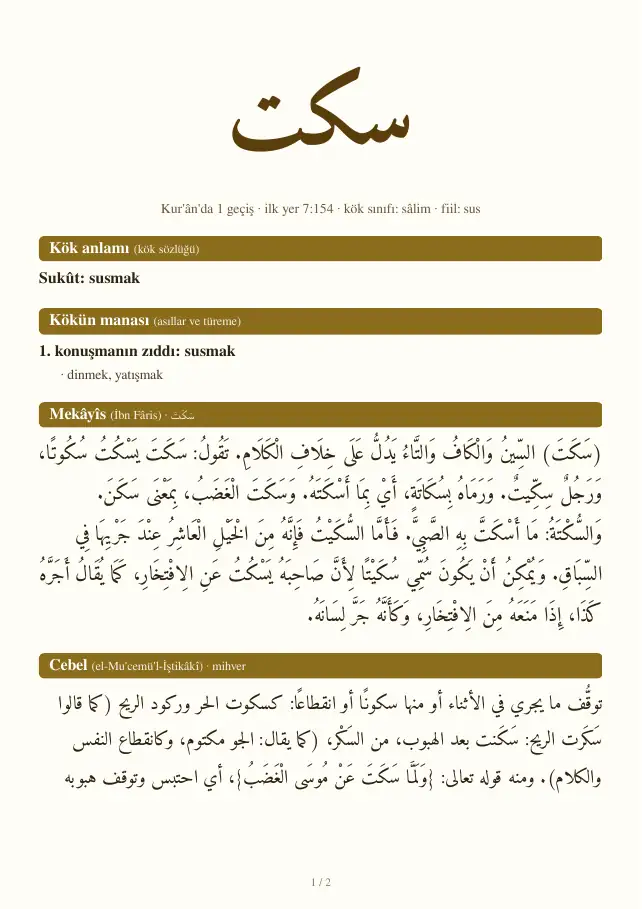 سكت
Kur'ân'da 1 geçiş · ilk yer 7:154 · kök sınıfı: sâlim · fiil: sus
Kök anlamı (kök sözlüğü)
Sukût: susmak
Kökün manası (asıllar ve türeme)
1. konuşmanın zıddı: susmak
· dinmek, yatışmak
Mekâyîs (İbn Fâris) · سَكَتَ
(سَكَتَ) السِّينُ وَالْكَافُ وَالتَّاءُ يَدُلُّ عَلَى خِلَافِ الْكَلَامِ. تَقُولُ: سَكَتَ يَسْكُتُ سُكُوتًا،
وَرَجُلٌ سِكِّيتٌ. وَرَمَاهُ بِسُكَاتَةٍ، أَيْ بِمَا أَسْكَتَهُ. وَسَكَتَ الْغَضَبُ، بِمَعْنَى سَكَنَ.
وَالسُّكْتَةُ: مَا أَسْكَتَّ بِهِ الصَّبِيَّ. فَأَمَّا السُّكَيْتُ فَإِنَّهُ مِنَ الْخَيْلِ الْعَاشِرُ عِنْدَ جَرْيِهَا فِي
السِّبَاقِ. وَيُمْكِنُ أَنْ يَكُونَ سُمِّيَ سُكَيْتًا لِأَنَّ صَاحِبَهُ يَسْكُتُ عَنِ الِافْتِخَارِ، كَمَا يُقَالُ أَجَرَّهُ
كَذَا، إِذَا مَنَعَهُ مِنَ الِافْتِخَارِ، وَكَأَنَّهُ جَرَّ لِسَانَهُ.
Cebel (el-Mu'cemü'l-İştikâkî) · mihver
توقُّف ما يجري في الأثناء أو منها سكونًا أو انقطاعًا: كسكوت الحر وركود الريح (كما قالوا
سَكَرت الريح: سَكَنت بعد الهبوب، من السَكْر، (كما يقال: الجو مكتوم، وكانقطاع النفس
والكلام). ومنه قوله تعالى: {وَلَمَّا سَكَتَ عَنْ مُوسَى الْغَضَبُ}، أي احتبس وتوقف هبوبه
1 / 2